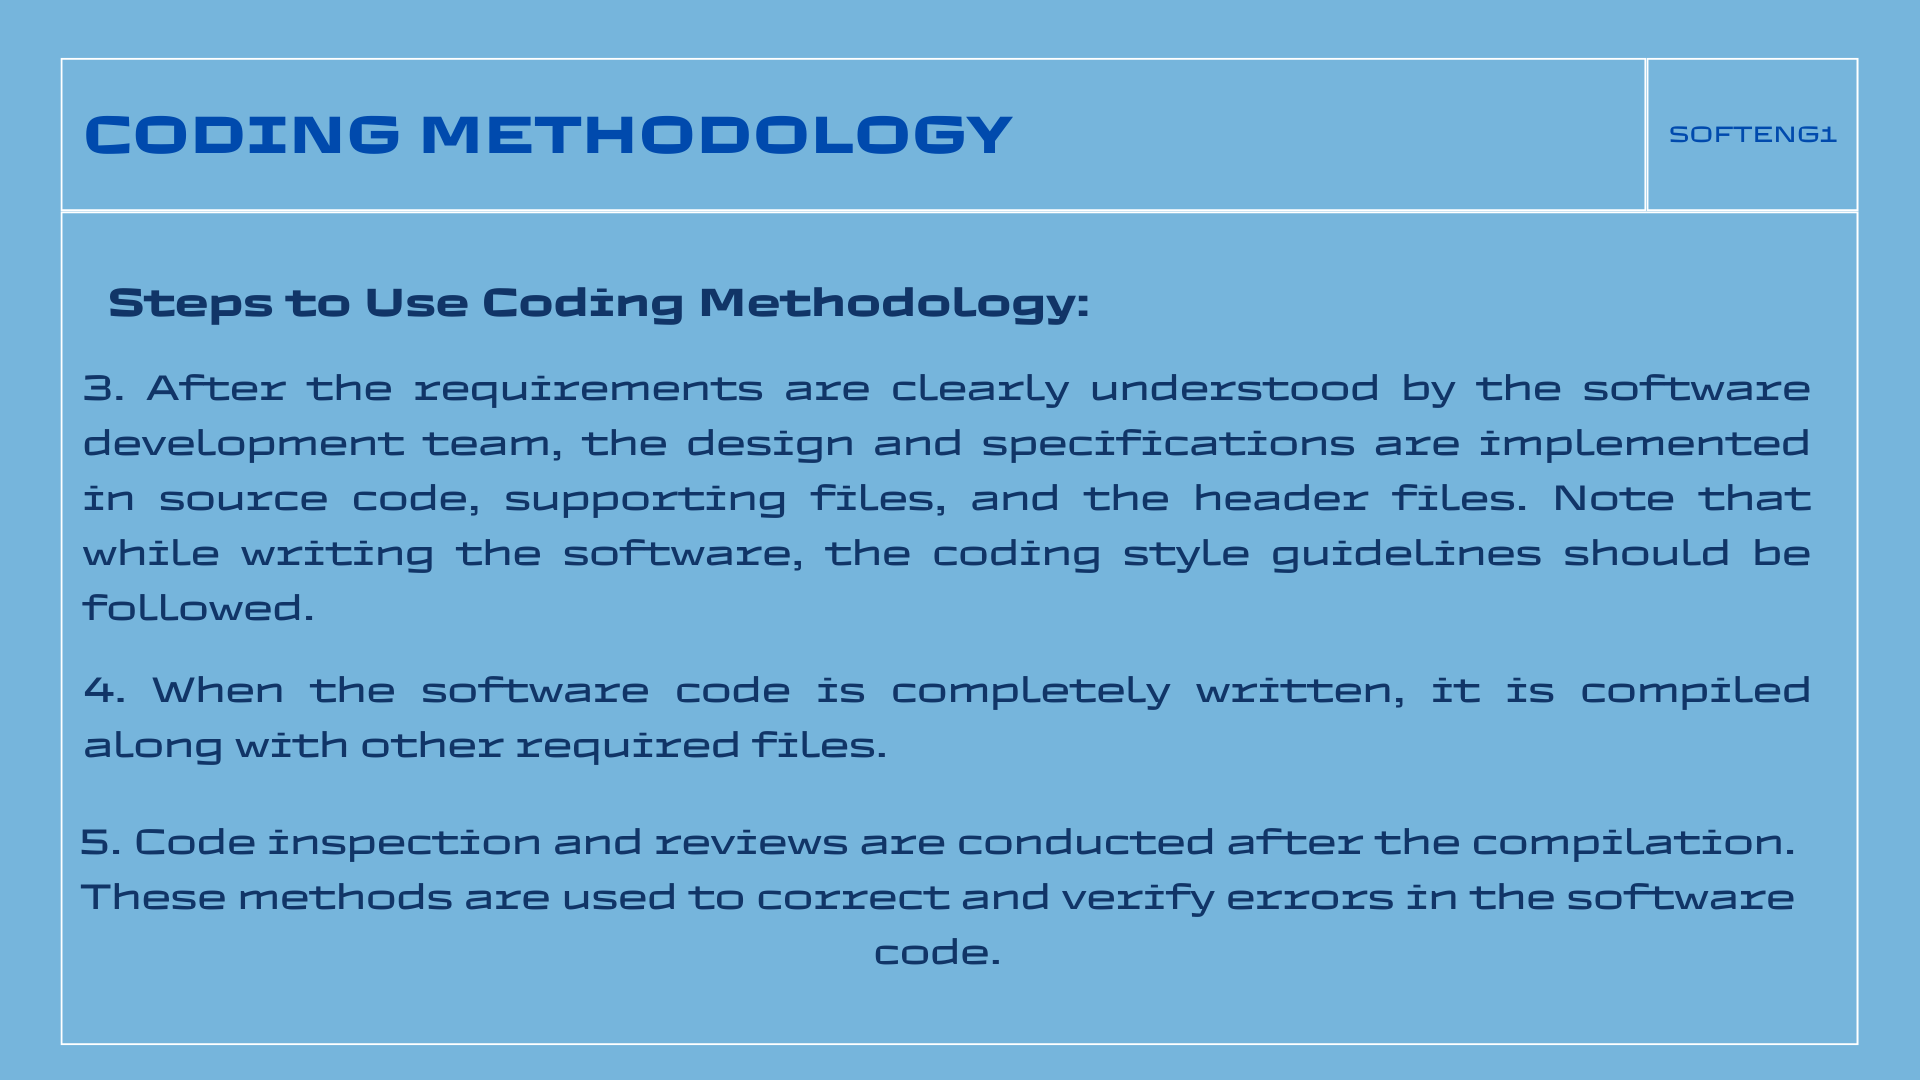 CODING METHODOLOGY
SOFTENG1
Steps to Use Coding Methodology:
3. After the requirements are clearly understood by the software
development team, the design and specifications are implemented
in source code, supporting files, and the header files. Note that
while writing the software, the coding style guidelines should be
followed.
4. When the software code is completely written, it is compiled
along with other required files.
5. Code inspection and reviews are conducted after the compilation.
These methods are used to correct and verify errors in the software
code.